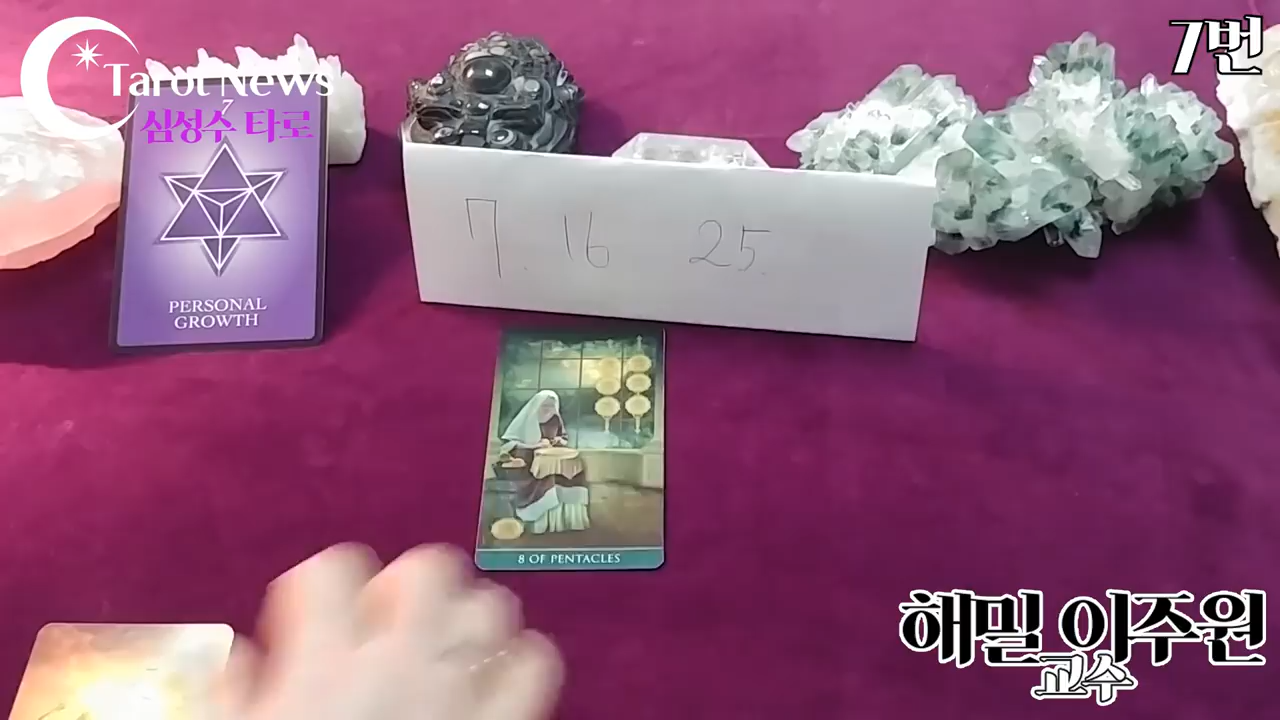 Tarot News
심성수 타로
7번
7
PERSONAL
GROWTH
7. 16 25.
8 OF PENTACLES
해밀 이주원
교수